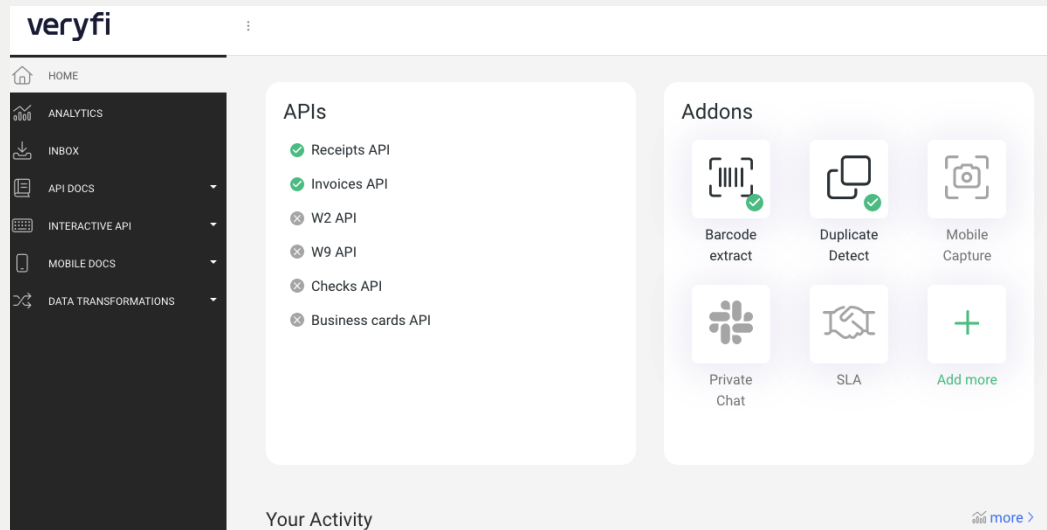 veryfi
HOME
ANALYTICS
INBOX
API DOCS
INTERACTIVE API
MOBILE DOCS
DATA TRANSFORMATIONS
APIs
Receipts API
Invoices API
W2 API
W9 API
Checks API
Business cards API
Addons
Barcode
extract
Duplicate
Detect
Mobile
Capture
Private
Chat
SLA
Add more
Your Activity
more >